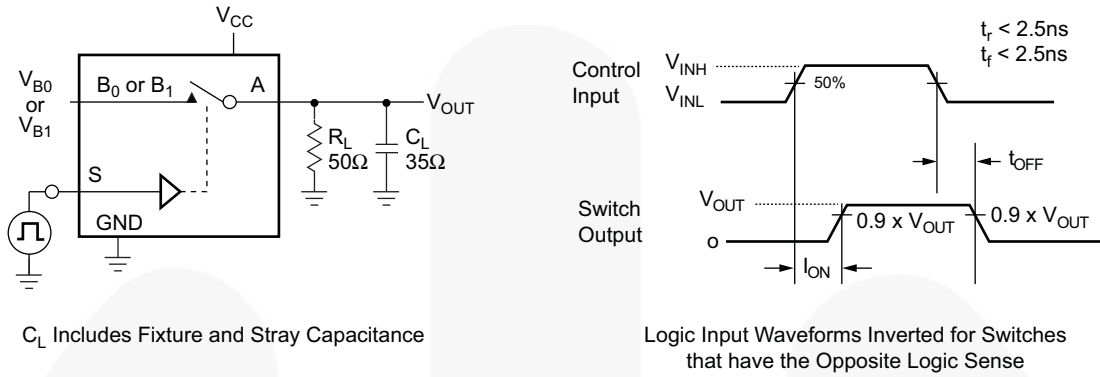 V_CC
V_B0
or
V_B1
B_0 or B_1
A
V_OUT
R_L
50Ω
C_L
35Ω
S
GND
C_L Includes Fixture and Stray Capacitance
t_r < 2.5ns
t_f < 2.5ns
Control
Input
V_INH
V_INL
50%
t_OFF
Switch
Output
V_OUT
o
0.9 x V_OUT
0.9 x V_OUT
I_ON
Logic Input Waveforms Inverted for Switches
that have the Opposite Logic Sense